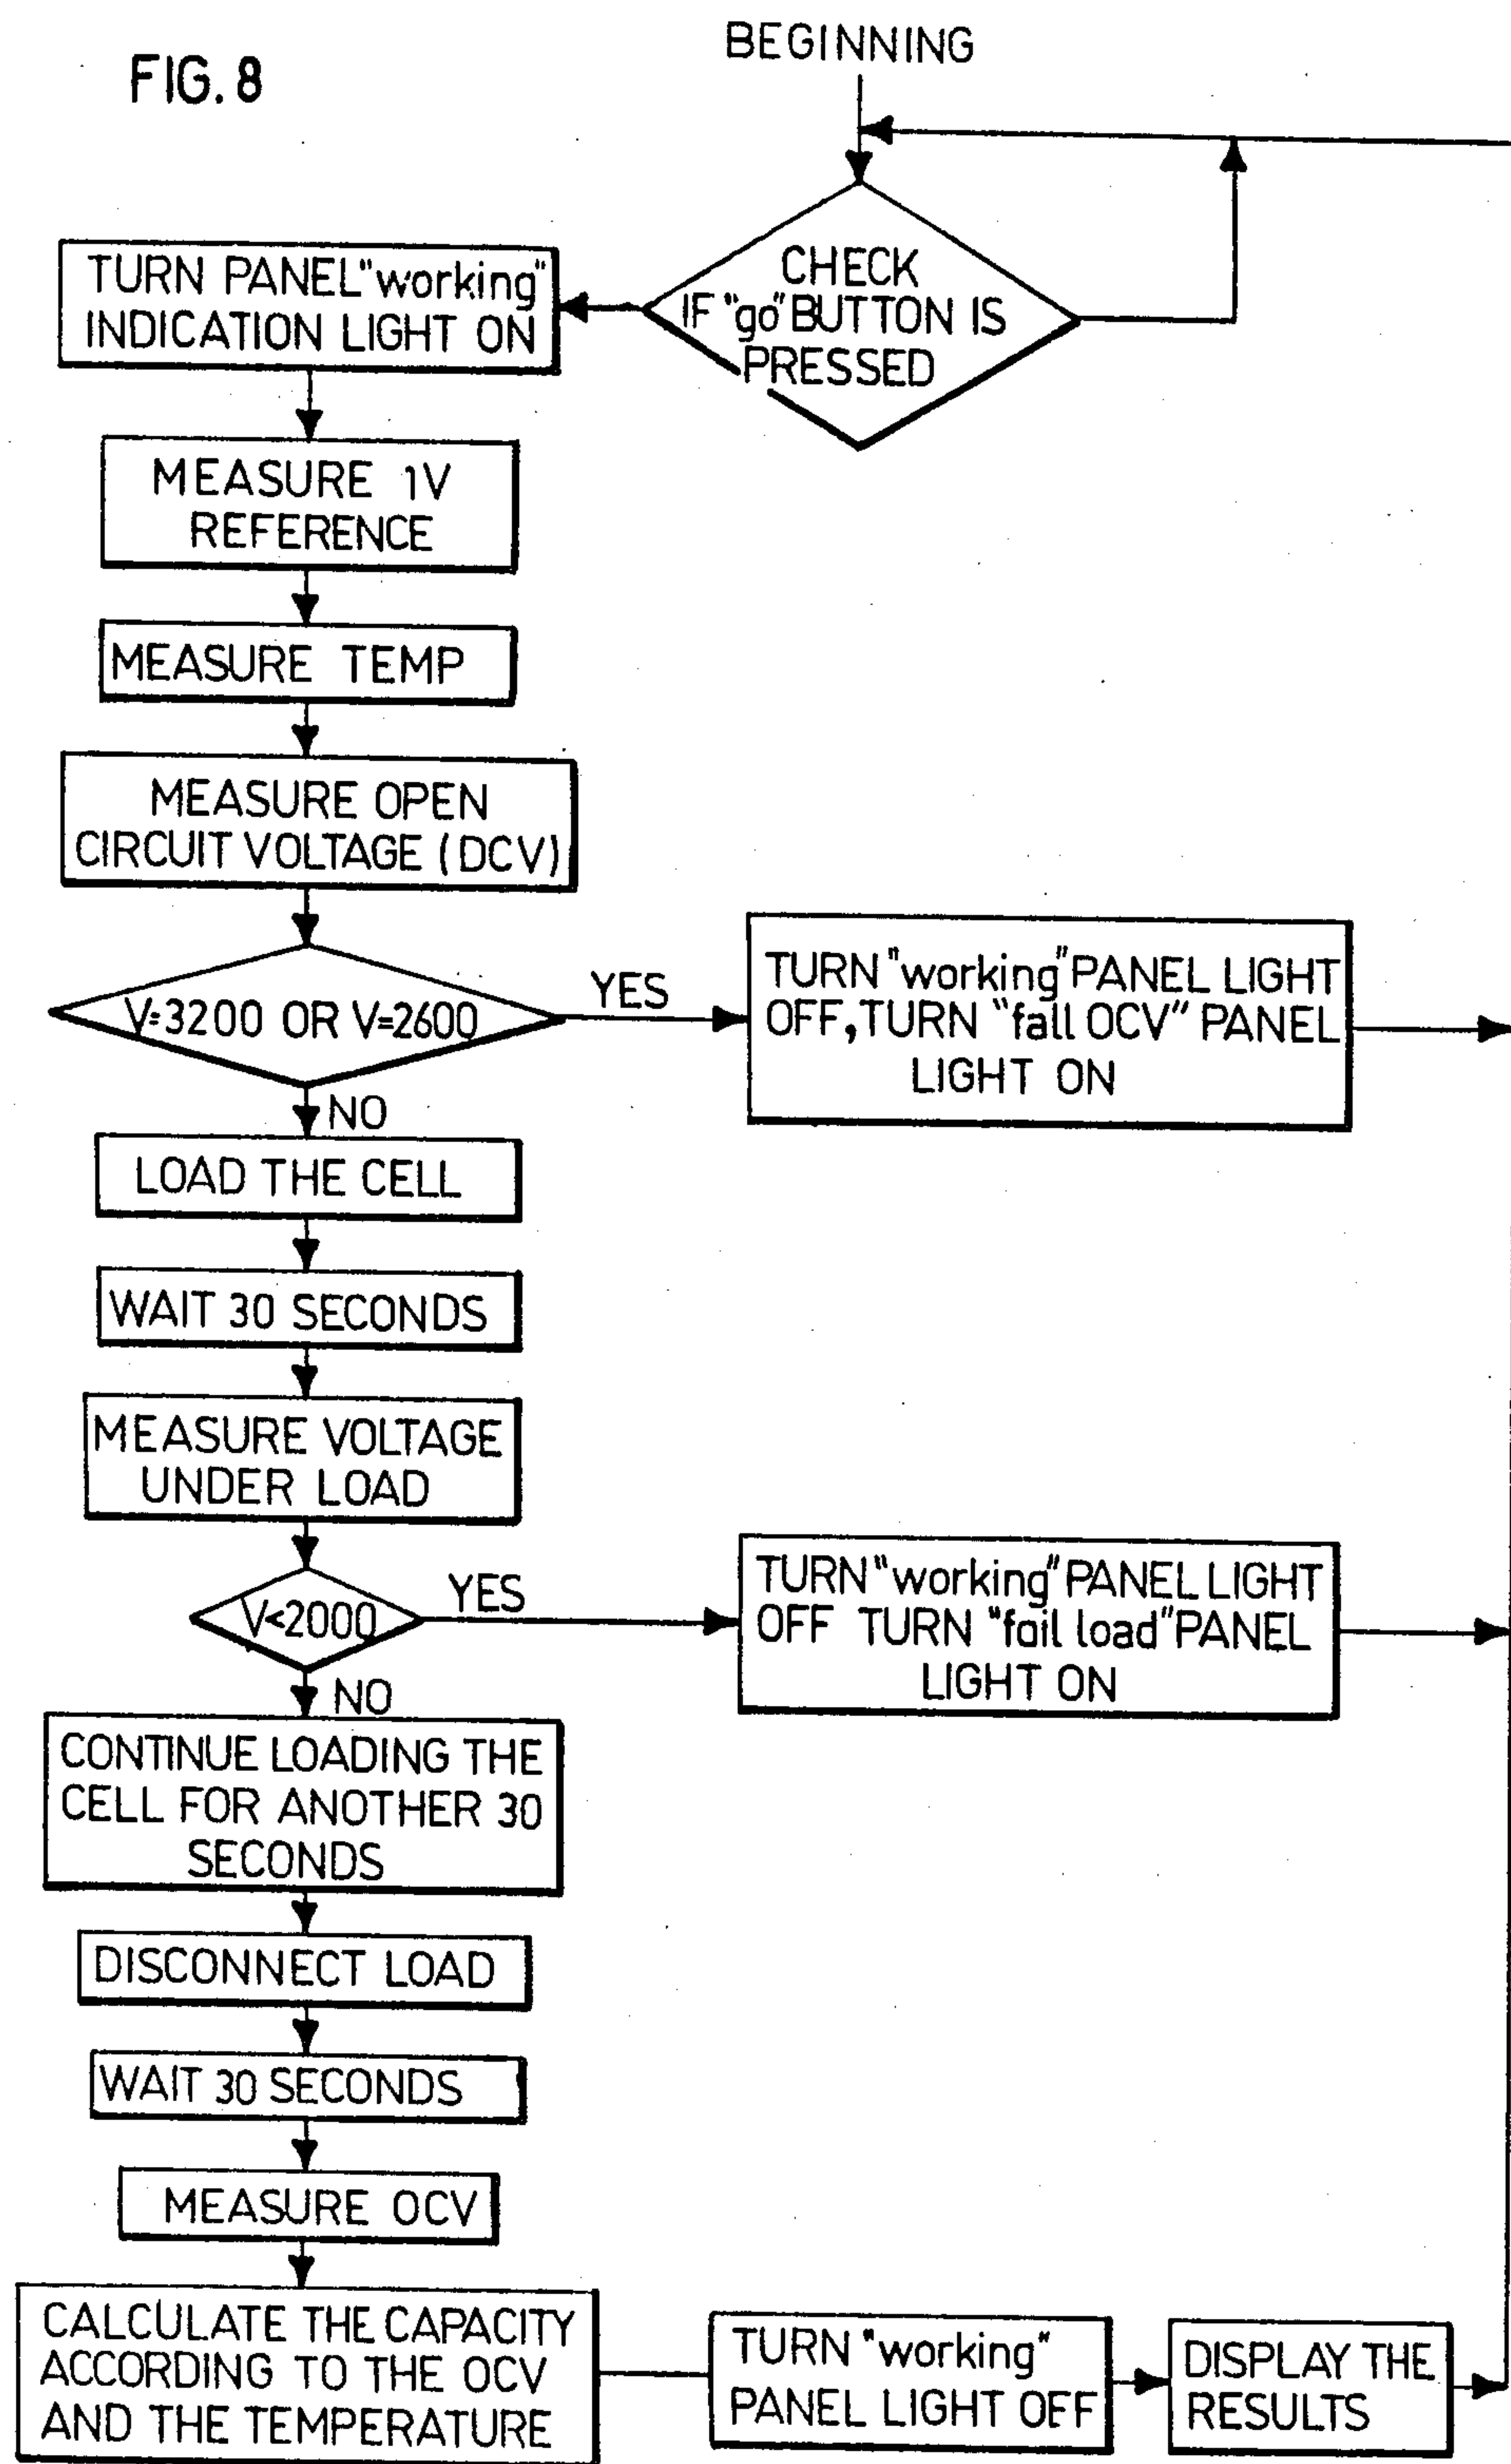 FIG. 8
BEGINNING
CHECK
IF "go" BUTTON IS
PRESSED
TURN PANEL "working"
INDICATION LIGHT ON
MEASURE 1V
REFERENCE
MEASURE TEMP
MEASURE OPEN
CIRCUIT VOLTAGE (DCV)
V=3200 OR V=2600
YES
TURN "working" PANEL LIGHT
OFF, TURN "fall OCV" PANEL
LIGHT ON
NO
LOAD THE CELL
WAIT 30 SECONDS
MEASURE VOLTAGE
UNDER LOAD
V<2000
YES
TURN "working" PANEL LIGHT
OFF TURN "foil load" PANEL
LIGHT ON
NO
CONTINUE LOADING THE
CELL FOR ANOTHER 30
SECONDS
DISCONNECT LOAD
WAIT 30 SECONDS
MEASURE OCV
CALCULATE THE CAPACITY
ACCORDING TO THE OCV
AND THE TEMPERATURE
TURN "working"
PANEL LIGHT OFF
DISPLAY THE
RESULTS